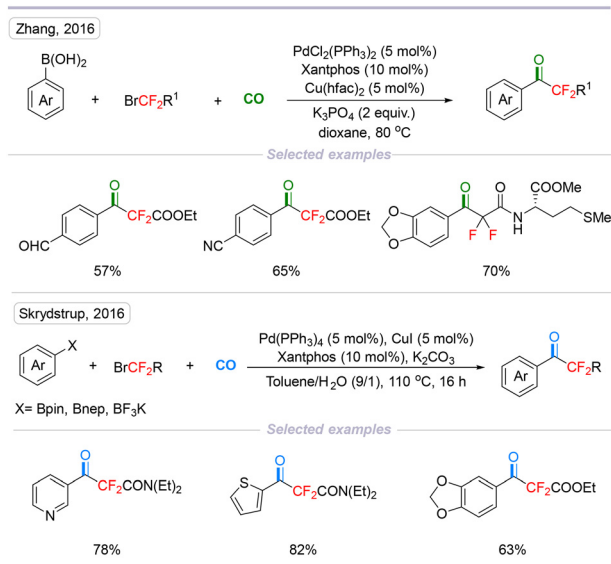 Zhang, 2016
B(OH)₂
Ar
+
BrCF₂R¹
+
CO
PdCl₂(PPh₃)₂ (5 mol%)
Xantphos (10 mol%)
Cu(hfac)₂ (5 mol%)
K₃PO₄ (2 equiv.)
dioxane, 80 °C
O
Ar
CF₂R¹
Selected examples
O
CF₂COOEt
OHC
57%
O
CF₂COOEt
NC
65%
O
O
COOMe
O
O
F
F
N
H
SMe
70%
Skrydstrup, 2016
X
Ar
+
BrCF₂R
+
CO
Pd(PPh₃)₄ (5 mol%), CuI (5 mol%)
Xantphos (10 mol%), K₂CO₃
Toluene/H₂O (9/1), 110 °C, 16 h
O
Ar
CF₂R
X= Bpin, Bnep, BF₃K
Selected examples
O
CF₂CON(Et)₂
N
78%
S
O
CF₂CON(Et)₂
82%
O
O
O
CF₂COOEt
63%